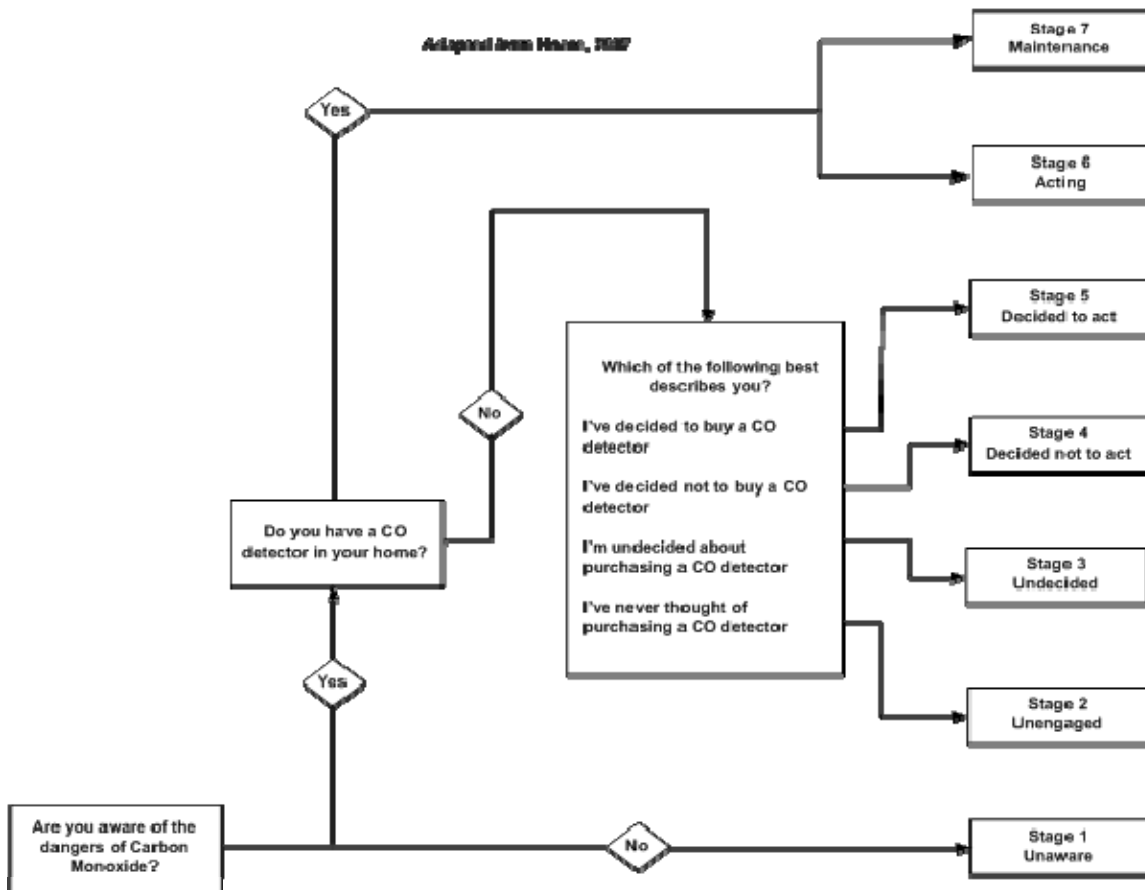 Stage 7
Maintenance
Yes
Stage 6
Acting
Stage 5
Decided to act
Which of the following best
describes you?
No
I've decided to buy a CO
detector
Stage 4
Decided not to act
I've decided not to buy a CO
detector
Do you have a CO
detector in your home?
I'm undecided about
purchasing a CO detector
Stage 3
Undecided
I've never thought of
purchasing a CO detector
Yes
Stage 2
Unengaged
Are you aware of the
dangers of Carbon
Monoxide?
No
Stage 1
Unaware